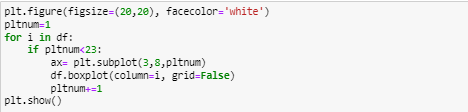 plt.figure(figsize=(20,20), facecolor='white')
pltnum=1
for i in df:
    if pltnum<23:
        ax= plt.subplot(3,8,pltnum)
        df.boxplot(column=i, grid=False)
        pltnum+=1
plt.show()